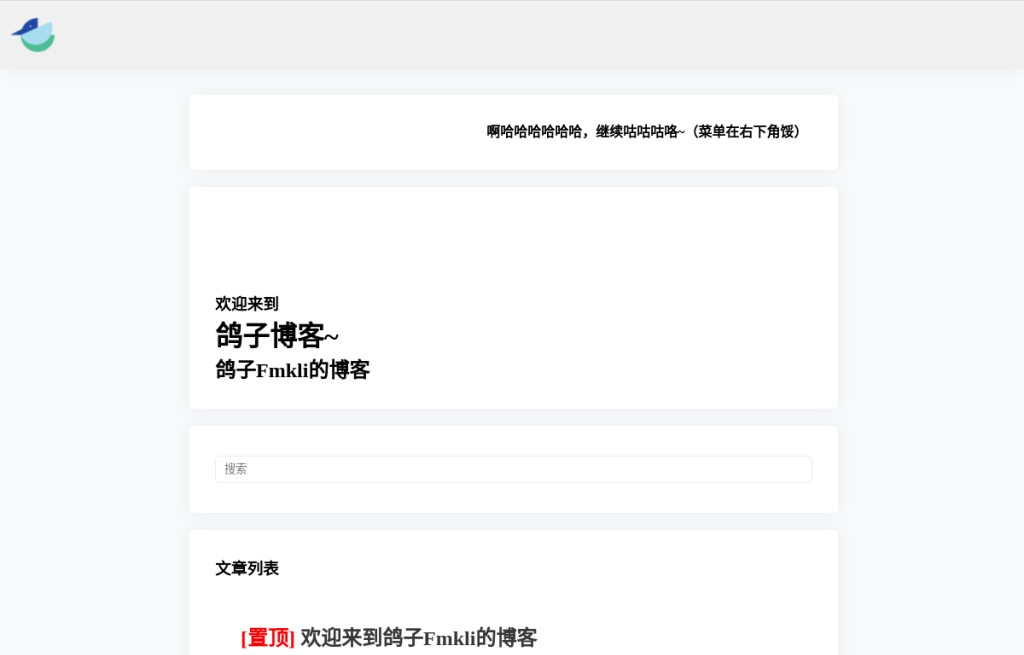 啊哈哈哈哈哈哈，继续咕咕咕咯~（菜单在右下角馁）
欢迎来到
鸽子博客~
鸽子Fmkli的博客
搜索
文章列表
[置顶] 欢迎来到鸽子Fmkli的博客